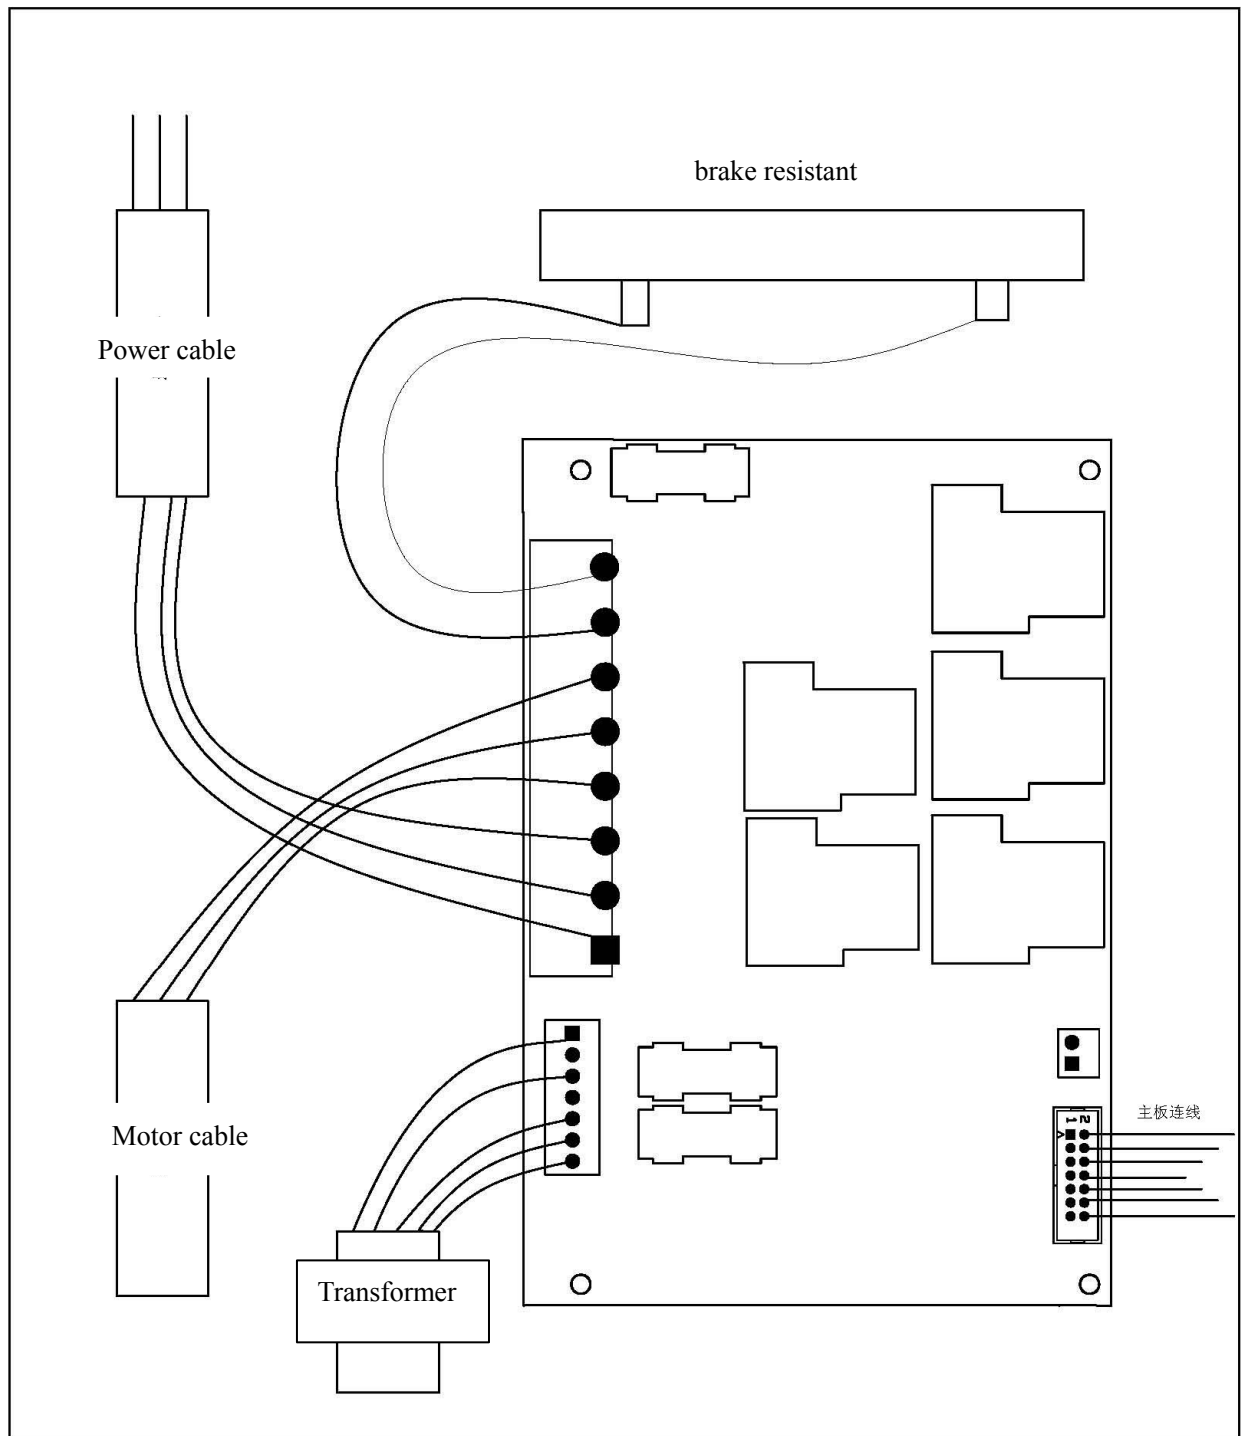 brake resistant
Power cable
主板连线
1 2
Motor cable
Transformer